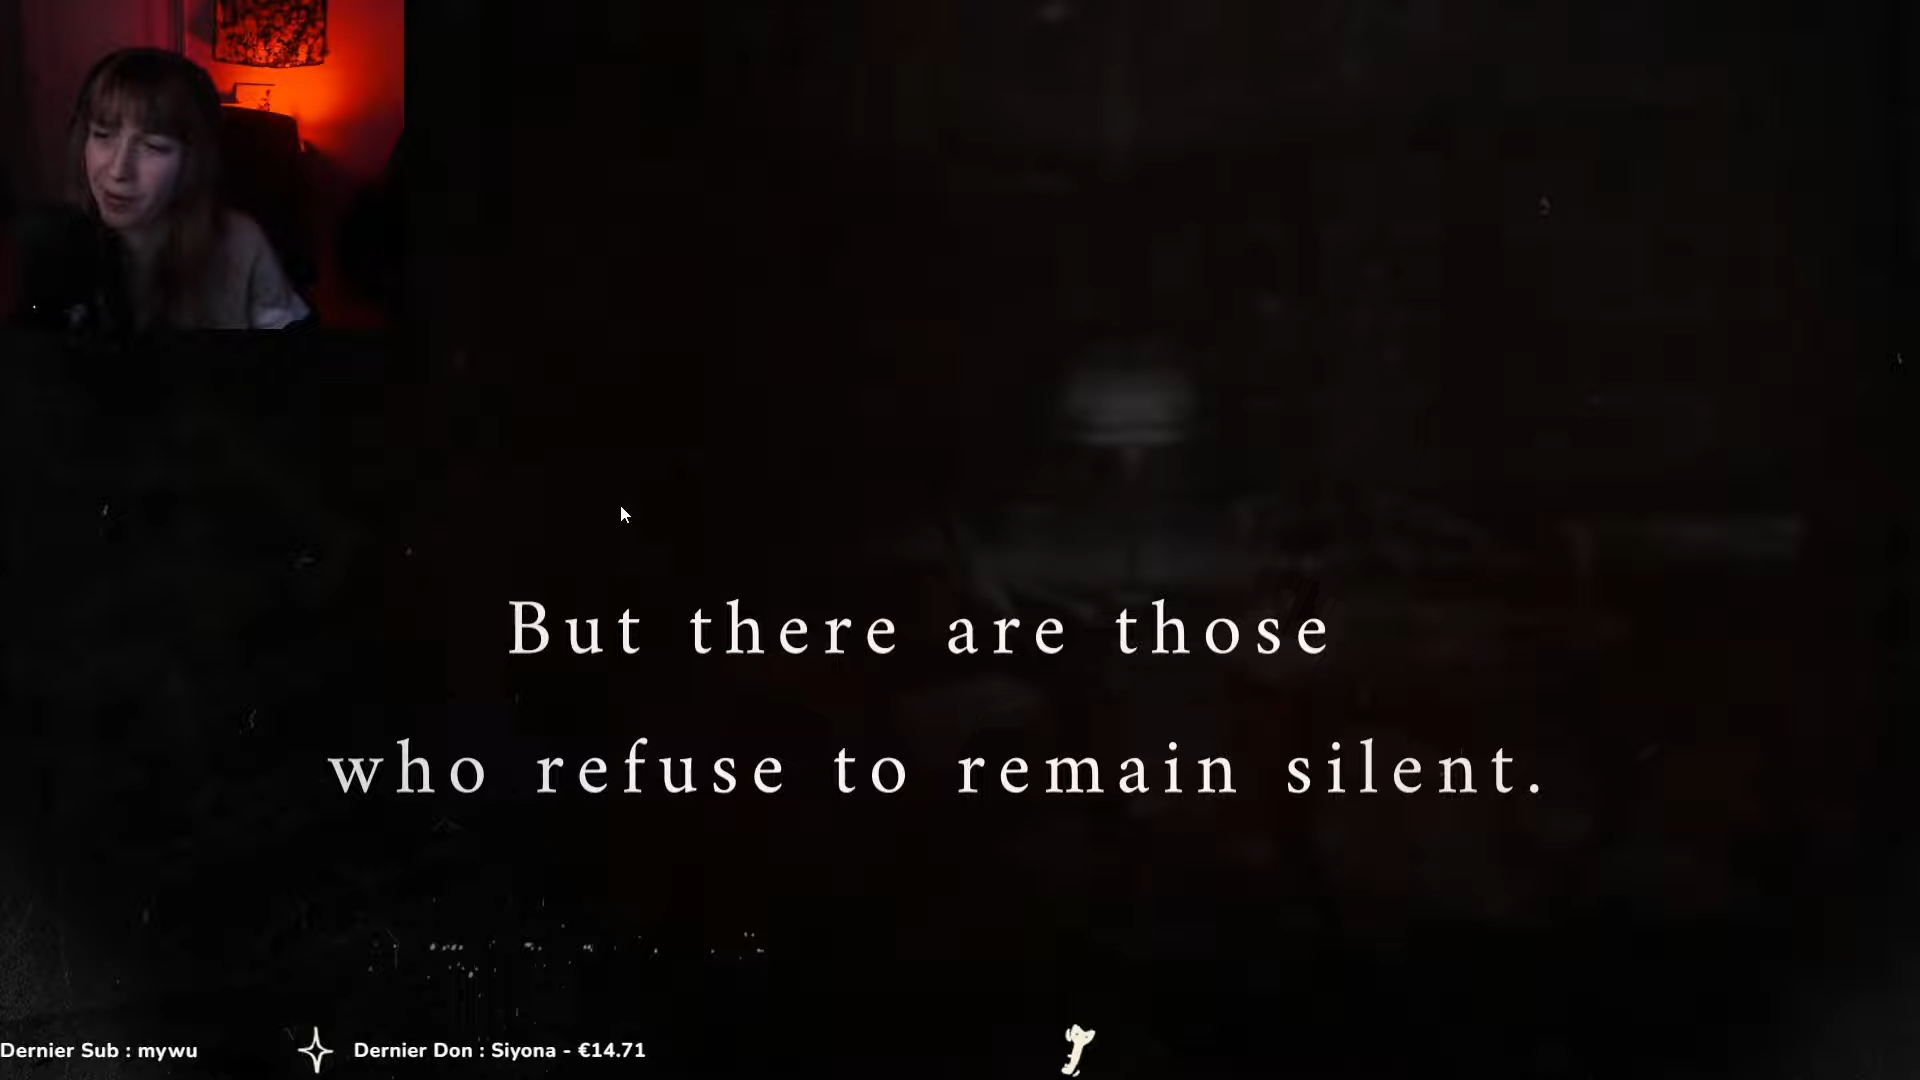 But there are those
who refuse to remain silent.
Dernier Sub : mywu
Dernier Don : Siyona - €14.71